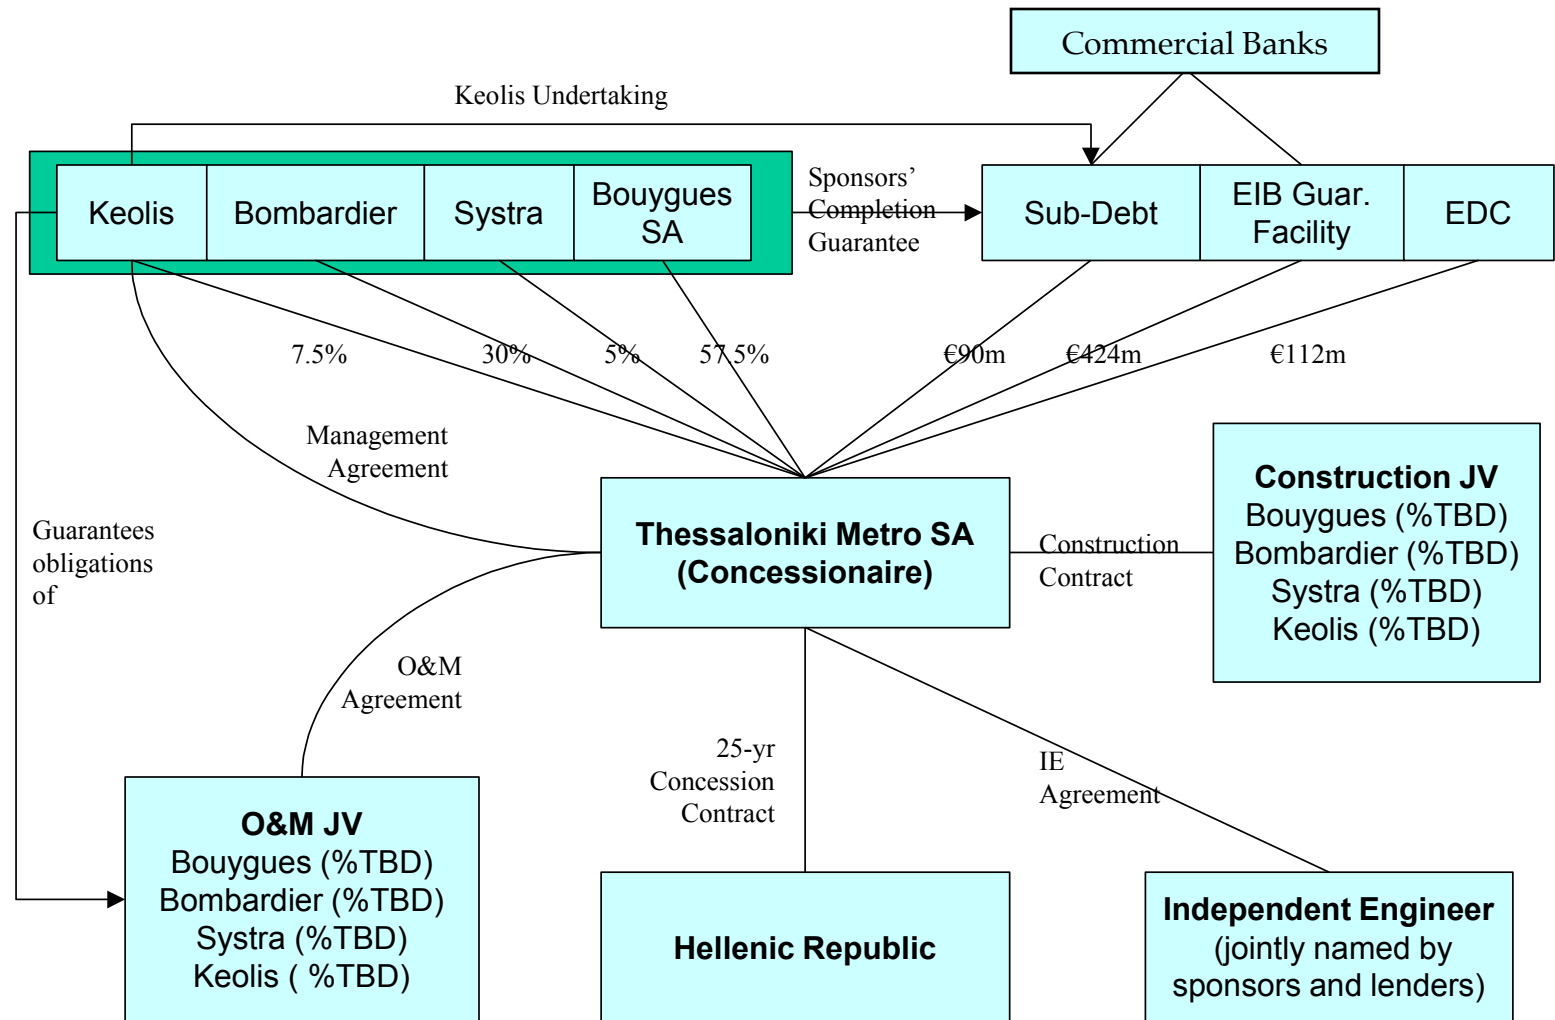 Commercial Banks
Keolis Undertaking
Keolis
Bombardier
Systra
Bouygues
SA
Sponsors’
Completion
Guarantee
Sub-Debt
EIB Guar.
Facility
EDC
7.5%
30%
5%
57.5%
€90m
€424m
€112m
Management
Agreement
Guarantees
obligations
of
Thessaloniki Metro SA
(Concessionaire)
Construction
Contract
Construction JV
Bouygues (%TBD)
Bombardier (%TBD)
Systra (%TBD)
Keolis (%TBD)
O&M
Agreement
25-yr
Concession
Contract
IE
Agreement
O&M JV
Bouygues (%TBD)
Bombardier (%TBD)
Systra (%TBD)
Keolis ( %TBD)
Hellenic Republic
Independent Engineer
(jointly named by
sponsors and lenders)